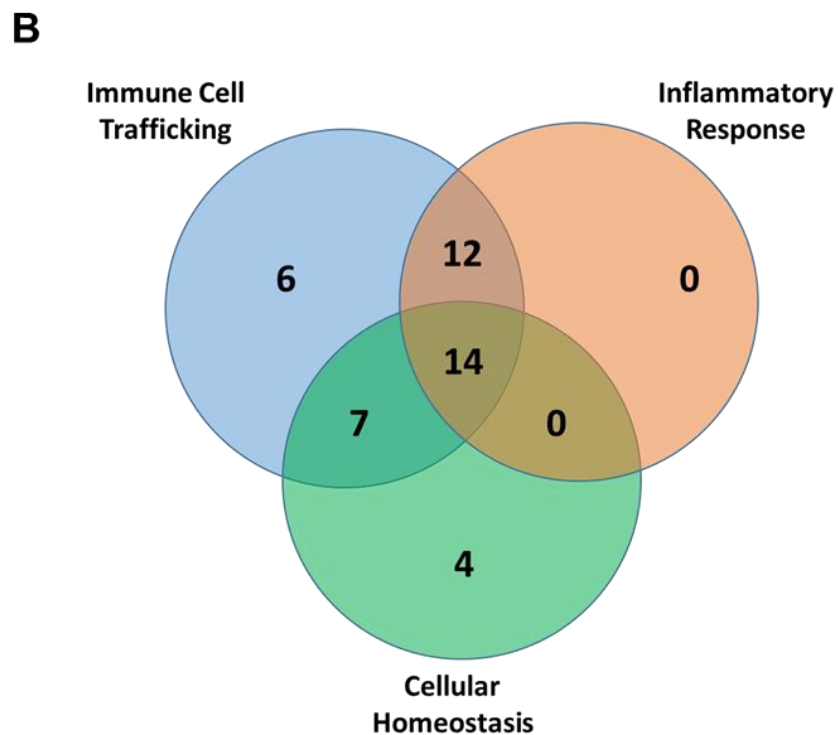 B
Immune Cell
Trafficking
Inflammatory
Response
6
12
0
14
7
0
4
Cellular
Homeostasis